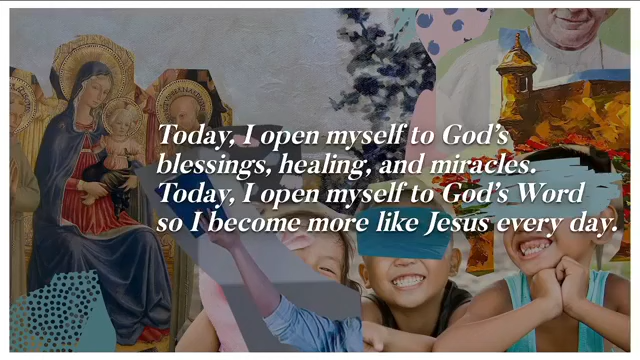 Today, I open myself to God's
blessings, healing, and miracles.
Today, I open myself to God's Word
so I become more like Jesus every day.